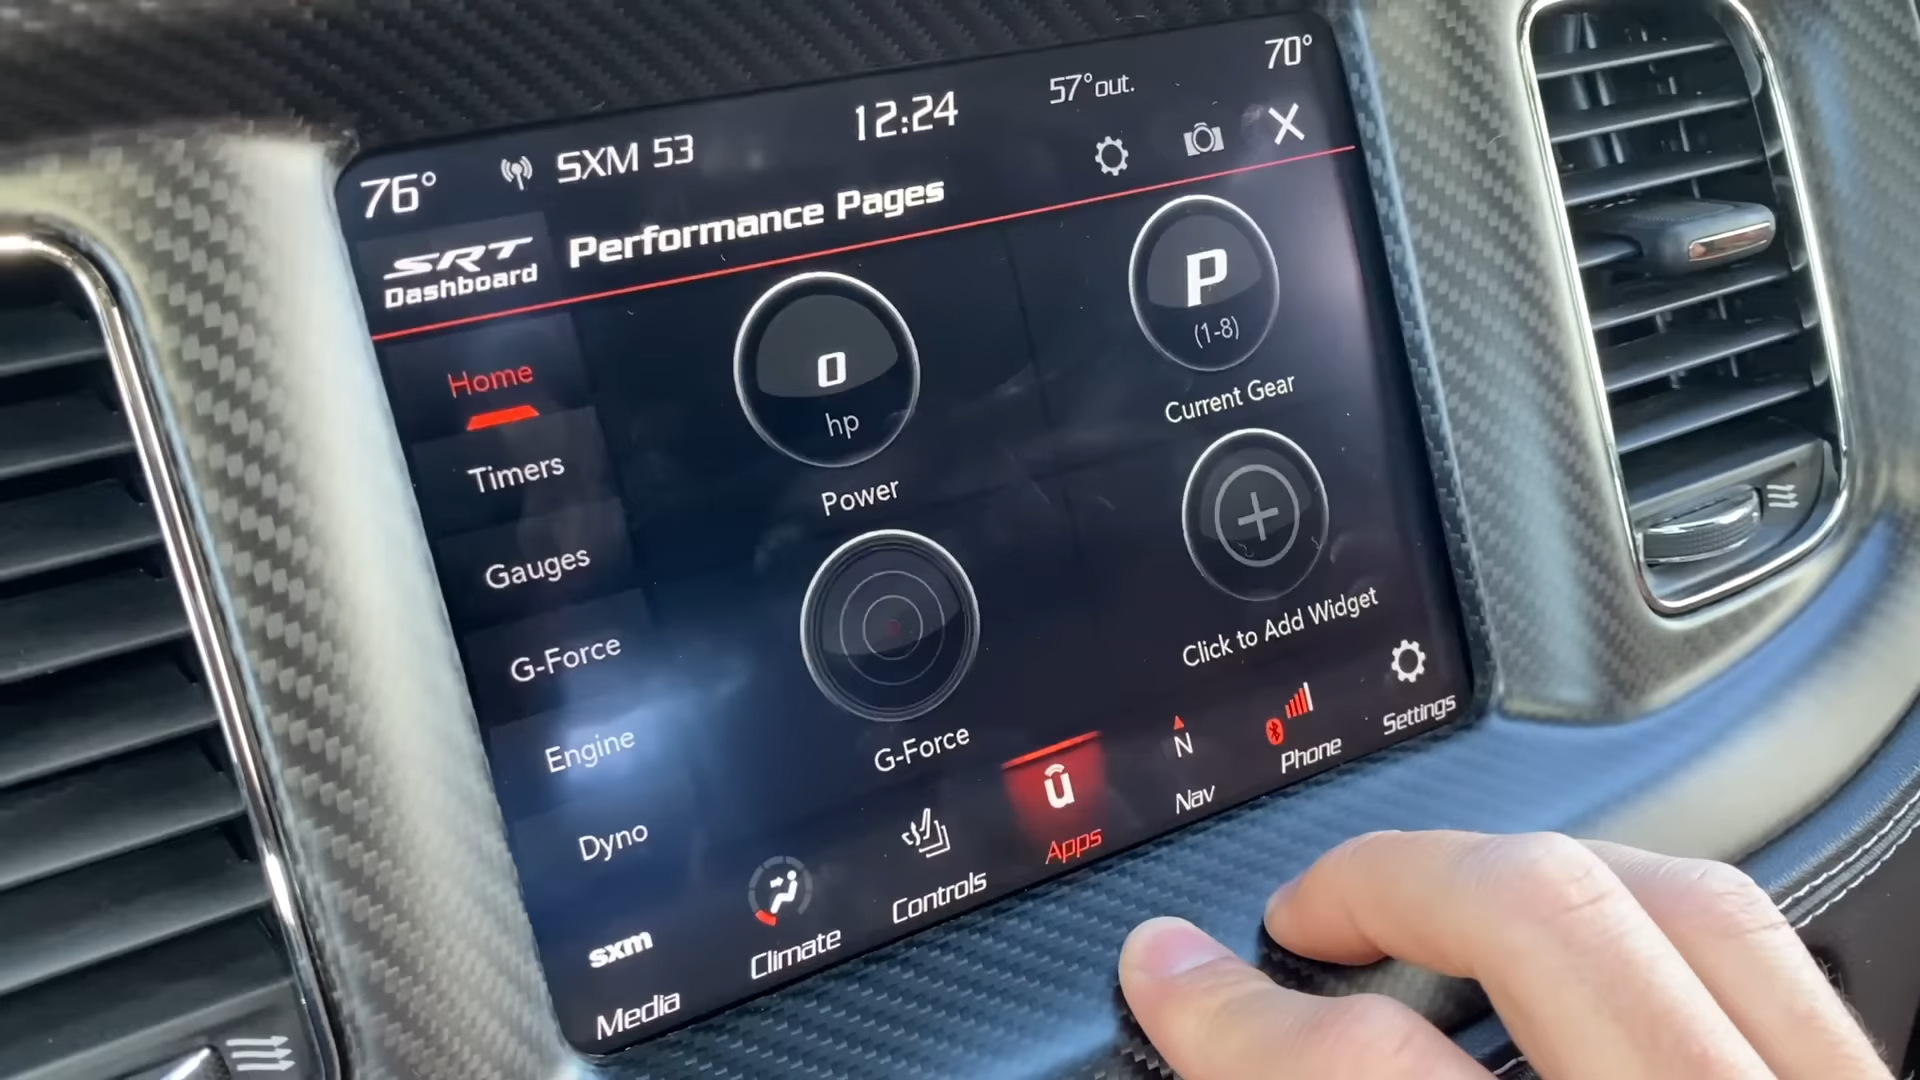 76° SXM 53 12:24 57°out. 70°
SRT Dashboard
Performance Pages
Home
Timers
Gauges
G-Force
Engine
Dyno
0
hp
Power
P
(1-8)
Current Gear
G-Force
Click to Add Widget
sxm
Media
Climate
Controls
û
Apps
N
Nav
Phone
Settings